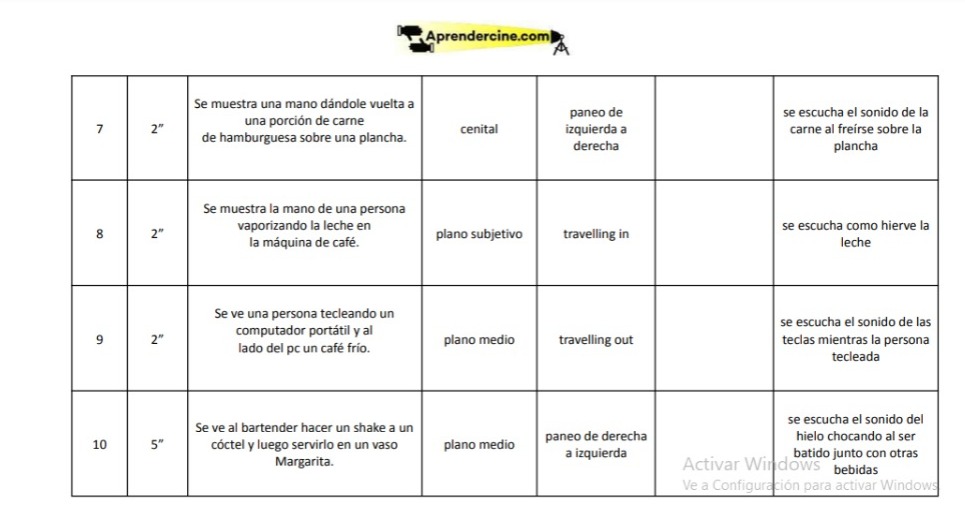 Aprendercine.com
7
2”
Se muestra una mano dándole vuelta a
una porción de carne
de hamburguesa sobre una plancha.
cenital
paneo de
izquierda a
derecha
se escucha el sonido de la
carne al freírse sobre la
plancha
8
2”
Se muestra la mano de una persona
vaporizando la leche en
la máquina de café.
plano subjetivo
travelling in
se escucha como hierve la
leche
9
2”
Se ve una persona tecleando un
computador portátil y al
lado del pc un café frío.
plano medio
travelling out
se escucha el sonido de las
teclas mientras la persona
tecleada
10
5”
Se ve al bartender hacer un shake a un
cóctel y luego servirlo en un vaso
Margarita.
plano medio
paneo de derecha
a izquierda
se escucha el sonido del
hielo chocando al ser
batido junto con otras
bebidas
Activar Windows
Ve a Configuración para activar Windows